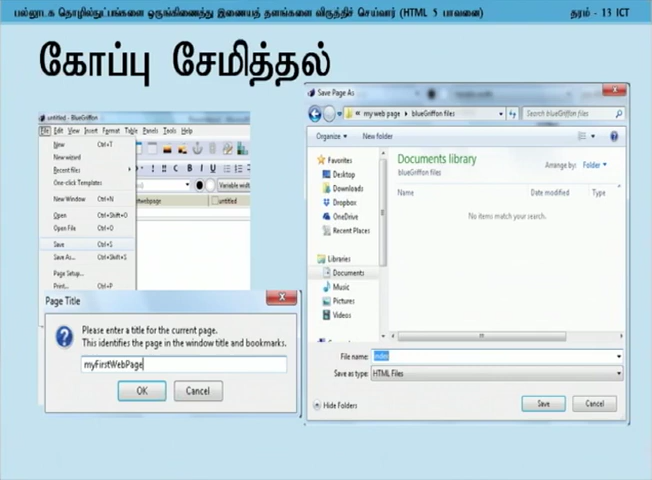 பல்லூடக தொழில்நுட்பங்களை ஒருங்கிணைத்து இணையத் தளங்களை விருத்திச் செய்வார் (HTML 5 பாவனை)
தரம் - 13 ICT
கோப்பு சேமித்தல்
untitled - BlueGriffon
File Edit View Insert Format Table Panels Tools Help
New Ctrl+T
New wizard
Recent files
One-click Templates
New Window Ctrl+N
Open Ctrl+Shift+O
Open File Ctrl+O
Save Ctrl+S
Save As... Ctrl+Shift+S
Page Setup...
Print... Ctrl+P
Variable width
untitled
Page Title
Please enter a title for the current page.
This identifies the page in the window title and bookmarks.
myFirstWebPage
OK Cancel
Save Page As
« my web page ▸ blueGriffon files
Search blueGriffon files
Organize New folder
Favorites
Desktop
Downloads
Dropbox
OneDrive
Recent Places
Libraries
Documents
Music
Pictures
Videos
Documents library
blueGriffon files
Arrange by: Folder
Name Date modified Type
No items match your search.
File name: index
Save as type: HTML Files
Hide Folders
Save Cancel